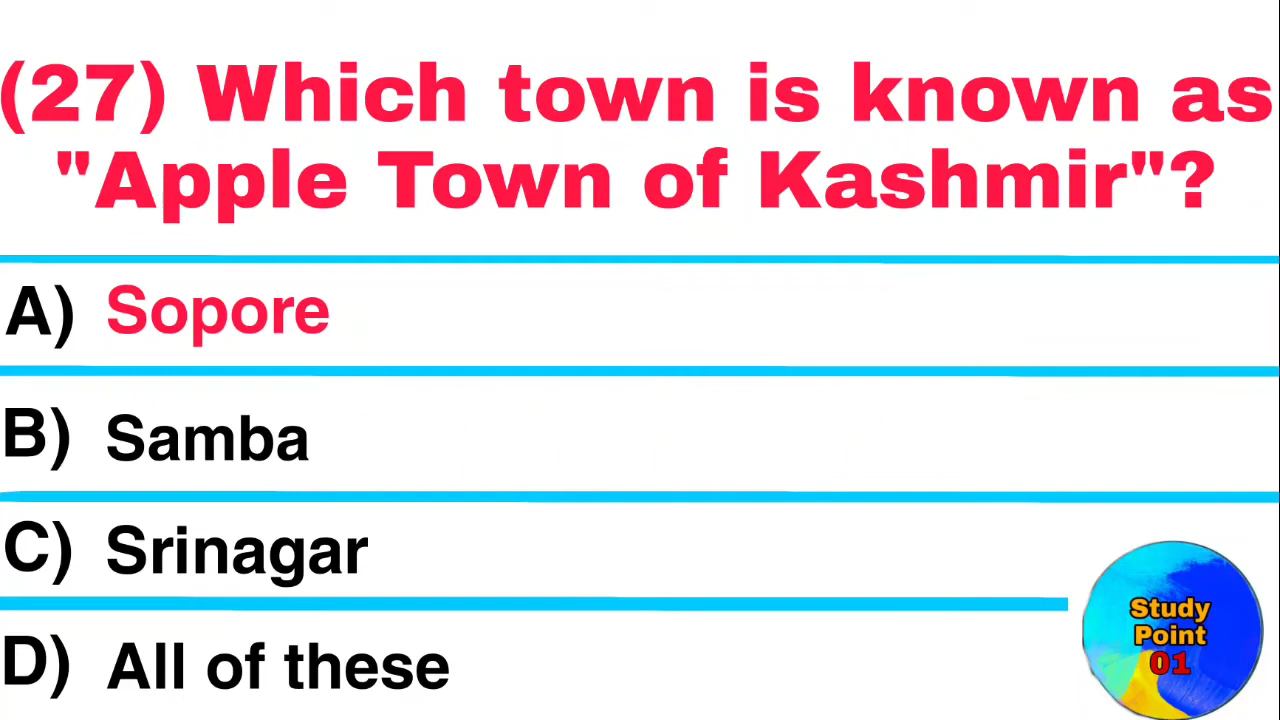 (27) Which town is known as
"Apple Town of Kashmir"?
A) Sopore
B) Samba
C) Srinagar
D) All of these
Study
Point
01